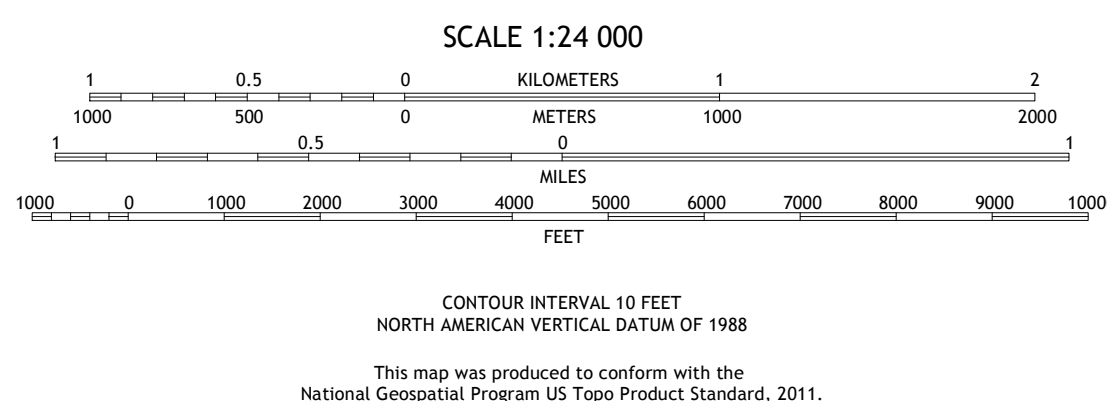 SCALE 1:24 000
1 0.5 0 KILOMETERS 1 2
1000 500 0 METERS 1000 2000
1 0.5 0 1
MILES
1000 0 1000 2000 3000 4000 5000 6000 7000 8000 9000 1000
FEET
CONTOUR INTERVAL 10 FEET
NORTH AMERICAN VERTICAL DATUM OF 1988
This map was produced to conform with the
National Geospatial Program US Topo Product Standard, 2011.